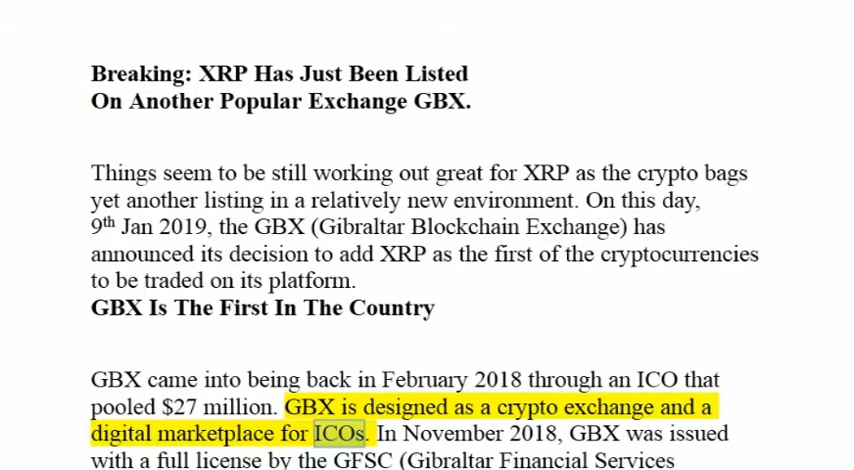 Breaking: XRP Has Just Been Listed
On Another Popular Exchange GBX.
Things seem to be still working out great for XRP as the crypto bags
yet another listing in a relatively new environment. On this day,
9th Jan 2019, the GBX (Gibraltar Blockchain Exchange) has
announced its decision to add XRP as the first of the cryptocurrencies
to be traded on its platform.
GBX Is The First In The Country
GBX came into being back in February 2018 through an ICO that
pooled $27 million. GBX is designed as a crypto exchange and a
digital marketplace for ICOs. In November 2018, GBX was issued
with a full license by the GFSC (Gibraltar Financial Services